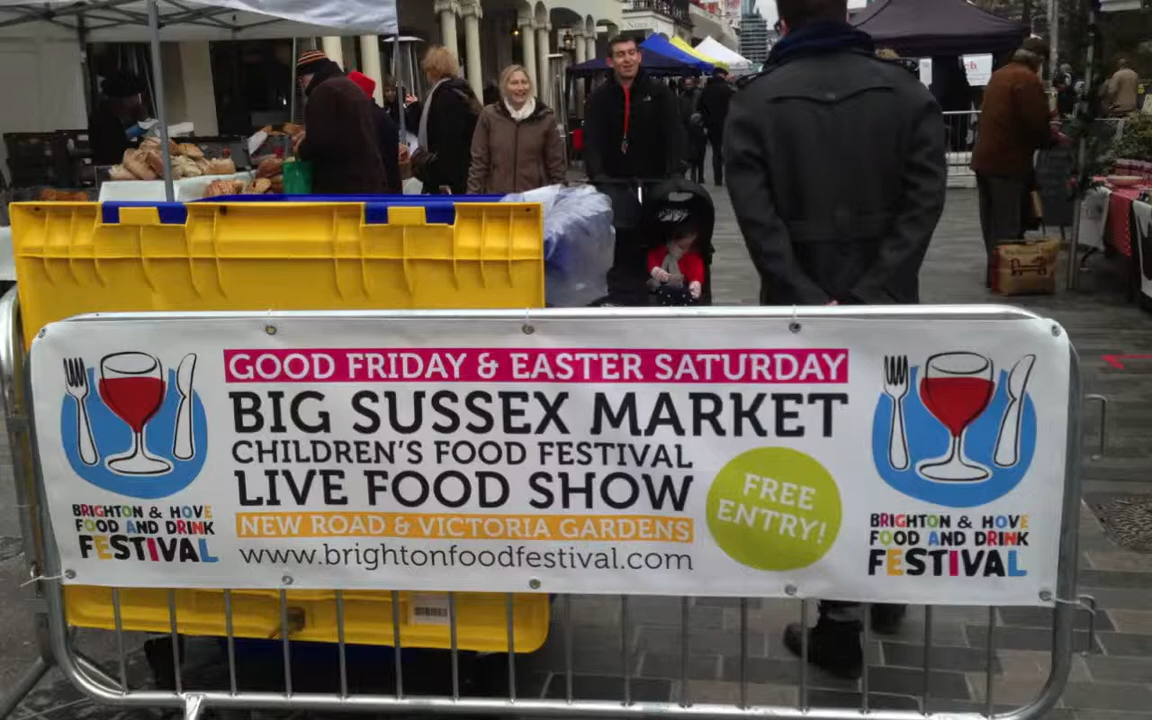 GOOD FRIDAY & EASTER SATURDAY
BIG SUSSEX MARKET
CHILDREN'S FOOD FESTIVAL
LIVE FOOD SHOW
NEW ROAD & VICTORIA GARDENS
www.brightonfoodfestival.com
FREE
ENTRY!
BRIGHTON & HOVE
FOOD AND DRINK
FESTIVAL
BRIGHTON & HOVE
FOOD AND DRINK
FESTIVAL